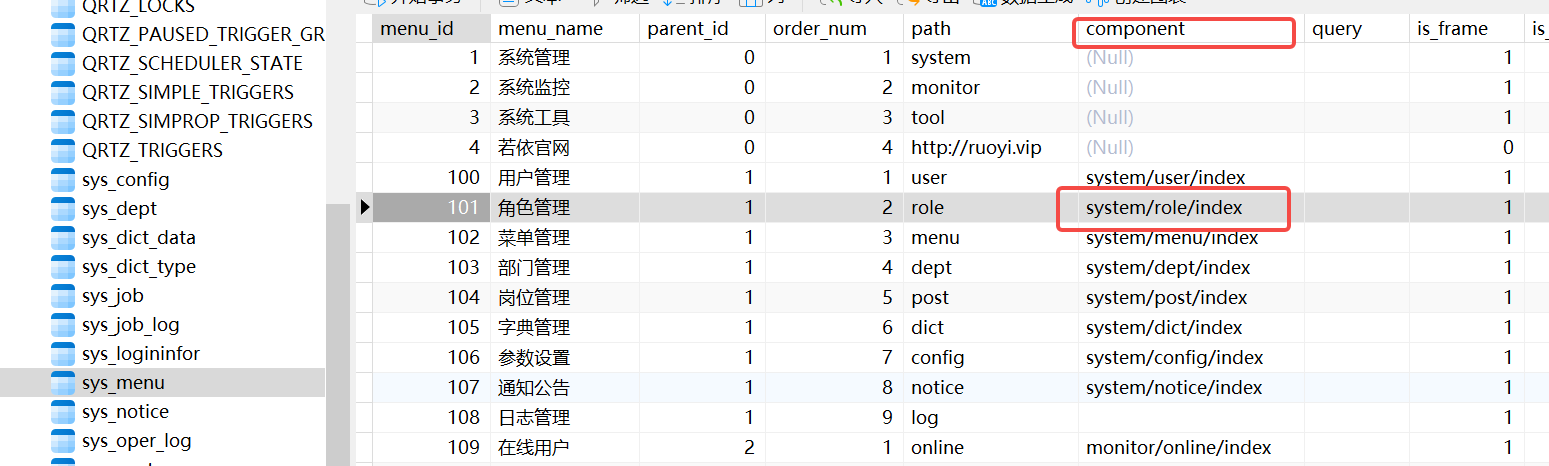 QRTZ_LOCKS
QRTZ_PAUSED_TRIGGER_GR
QRTZ_SCHEDULER_STATE
QRTZ_SIMPLE_TRIGGERS
QRTZ_SIMPROP_TRIGGERS
QRTZ_TRIGGERS
sys_config
sys_dept
sys_dict_data
sys_dict_type
sys_job
sys_job_log
sys_logininfor
sys_menu
sys_notice
sys_oper_log
menu_id menu_name parent_id order_num path component query is_frame is_
1 系统管理 0 1 system (Null) 1
2 系统监控 0 2 monitor (Null) 1
3 系统工具 0 3 tool (Null) 1
4 若依官网 0 4 http://ruoyi.vip (Null) 0
100 用户管理 1 1 user system/user/index 1
101 角色管理 1 2 role system/role/index 1
102 菜单管理 1 3 menu system/menu/index 1
103 部门管理 1 4 dept system/dept/index 1
104 岗位管理 1 5 post system/post/index 1
105 字典管理 1 6 dict system/dict/index 1
106 参数设置 1 7 config system/config/index 1
107 通知公告 1 8 notice system/notice/index 1
108 日志管理 1 9 log 1
109 在线用户 2 1 online monitor/online/index 1